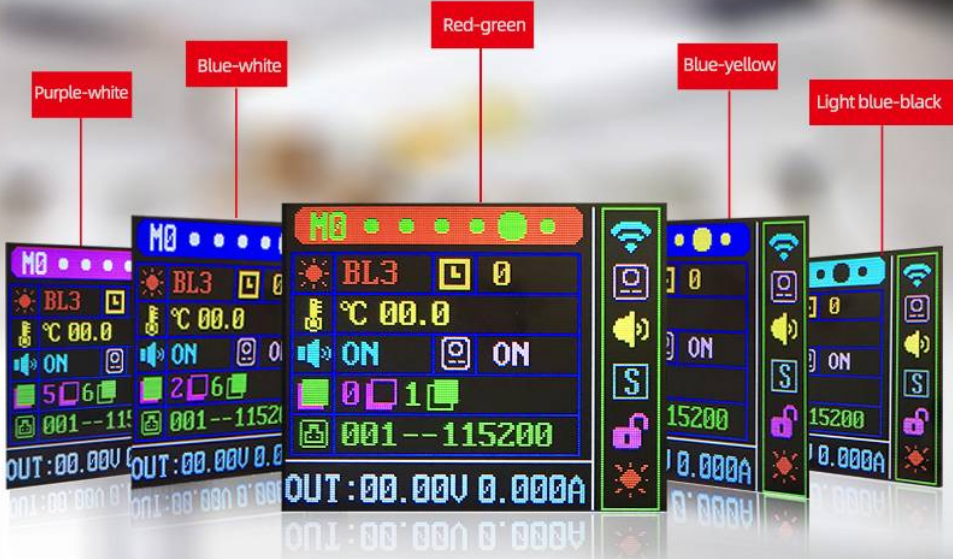 Red-green
Blue-white
Blue-yellow
Purple-white
Light blue-black
M0
BL3
℃ 00.0
ON
5 6
001--115
OUT:00.00V
M0
BL3
℃ 00.0
ON
2 6
001--1152
OUT:00.00V 0.0
M0
BL3 0
℃ 00.0
ON ON
0 1
001--115200
OUT:00.00V 0.000A
S
0
ON
15200
0.000A
S
0
ON
15200
0.000A
S